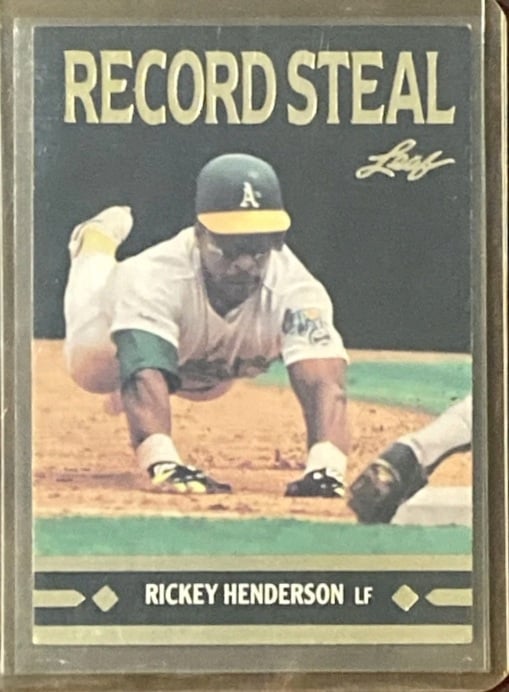 RECORD STEAL
Leaf
A's
RICKEY HENDERSON LF